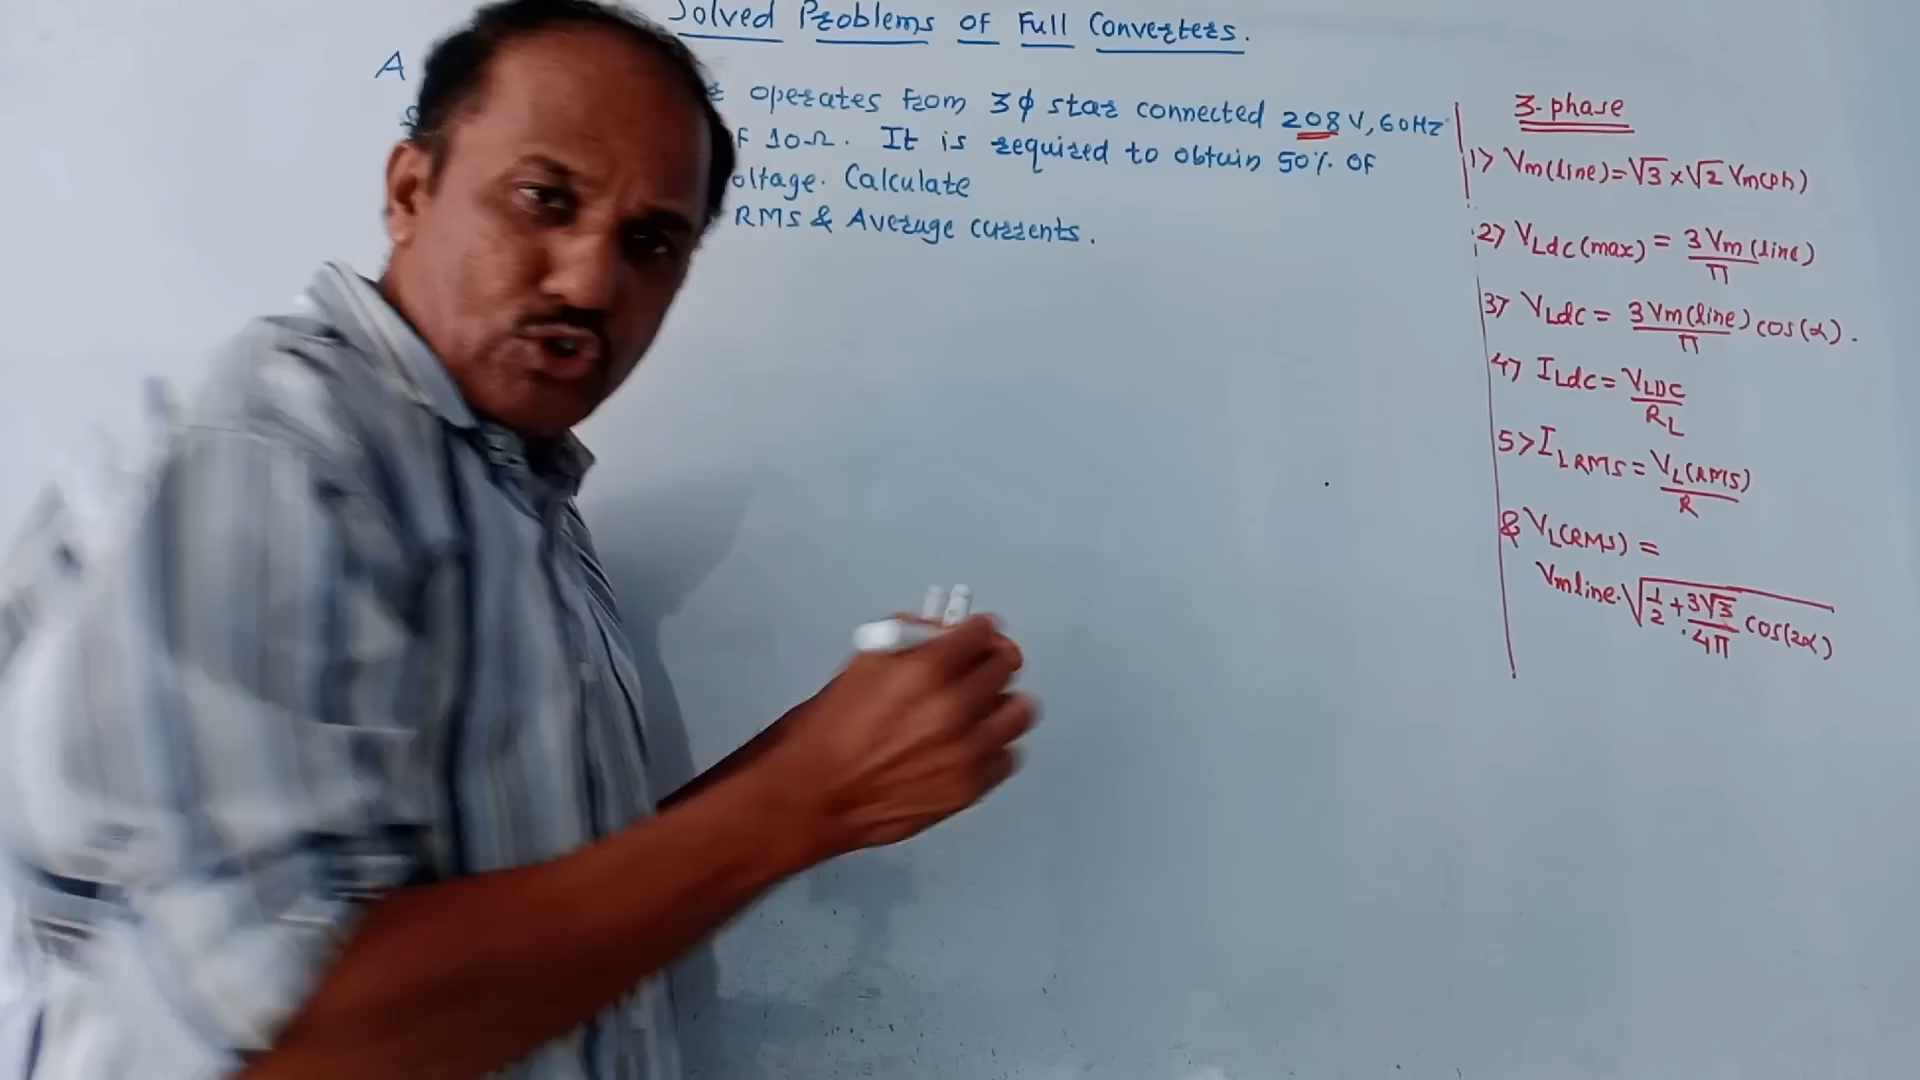 Solved Problems of Full Converters.
A
operates from 3ϕ star connected 208 V, 60Hz
10Ω. It is required to obtain 50% of
oltage. Calculate
RMS & Average currents.
3-phase
1> Vm(line) = √3 × √2 Vm(ph)
2> VLdc(max) = 3Vm(line) / π
3> VLdc = 3Vm(line) / π cos(α).
4> ILdc = VLDC / RL
5> ILRMS = VL(RMS) / R
& VL(RMS) =
Vmline.√(1/2 + 3√3/4π cos(2α))